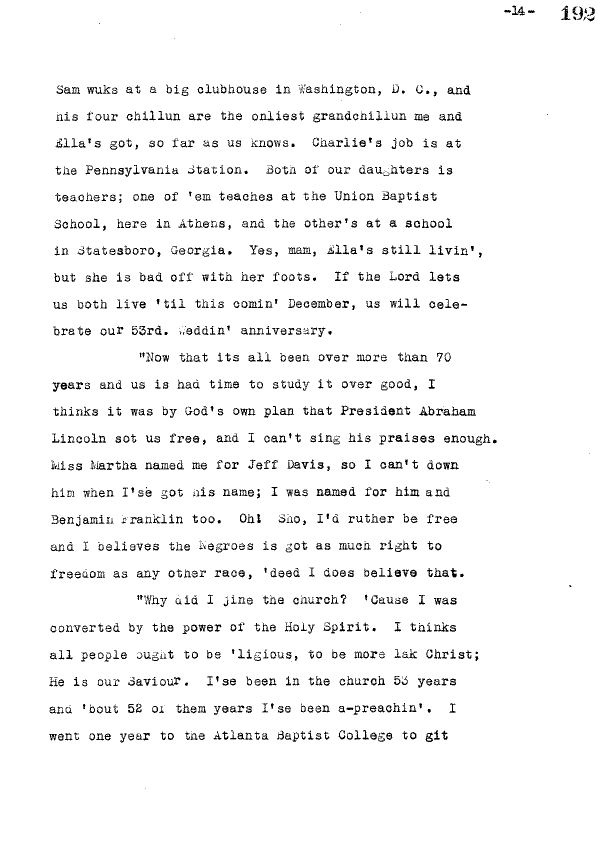 -14- 192
Sam wuks at a big clubhouse in Washington, D. C., and
his four chillun are the onliest grandchillun me and
Ella's got, so far as us knows. Charlie's job is at
the Pennsylvania Station. Both of our daughters is
teachers; one of 'em teaches at the Union Baptist
School, here in Athens, and the other's at a school
in Statesboro, Georgia. Yes, mam, Ella's still livin',
but she is bad off with her foots. If the Lord lets
us both live 'til this comin' December, us will cele-
brate our 53rd. Weddin' anniversary.
"Now that its all been over more than 70
years and us is had time to study it over good, I
thinks it was by God's own plan that President Abraham
Lincoln sot us free, and I can't sing his praises enough.
Miss Martha named me for Jeff Davis, so I can't down
him when I'se got his name; I was named for him and
Benjamin Franklin too. Oh! Sho, I'd ruther be free
and I believes the Negroes is got as much right to
freedom as any other race, 'deed I does believe that.
"Why did I jine the church? 'Cause I was
converted by the power of the Holy Spirit. I thinks
all people ought to be 'ligious, to be more lak Christ;
He is our Saviour. I'se been in the church 53 years
and 'bout 52 of them years I'se been a-preachin'. I
went one year to the Atlanta Baptist College to git